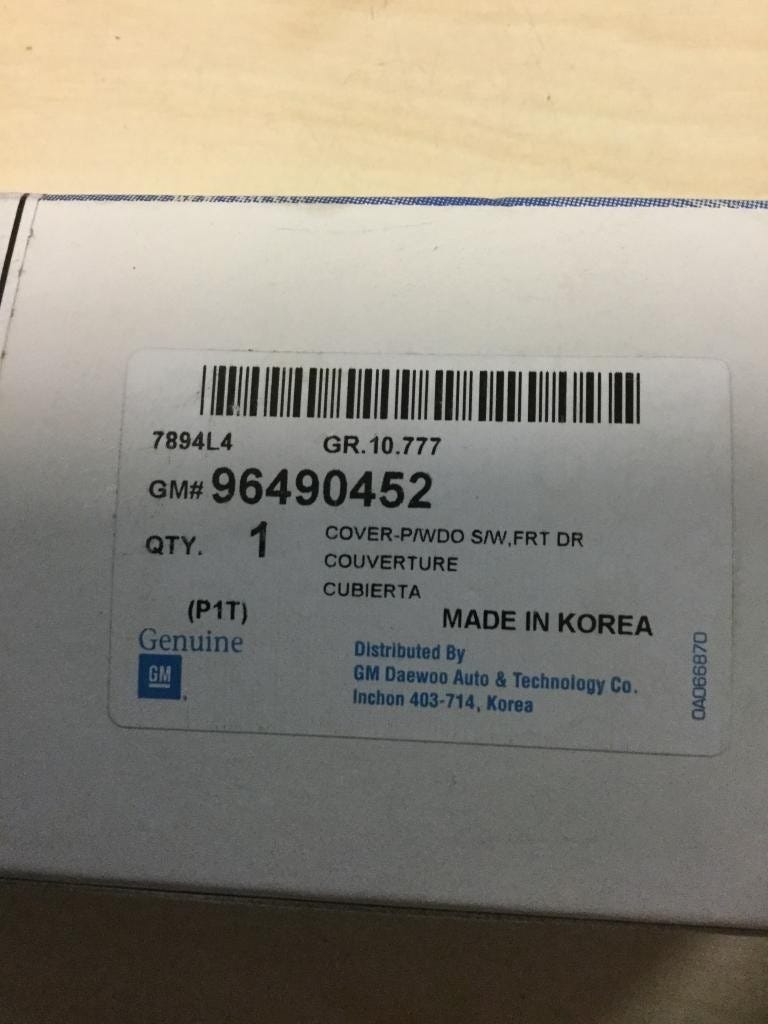 7894L4 GR.10.777
GM# 96490452
QTY. 1 COVER-P/WDO S/W,FRT DR
COUVERTURE
CUBIERTA
(P1T) MADE IN KOREA
Genuine
GM
Distributed By
GM Daewoo Auto & Technology Co.
Inchon 403-714, Korea
0A066870